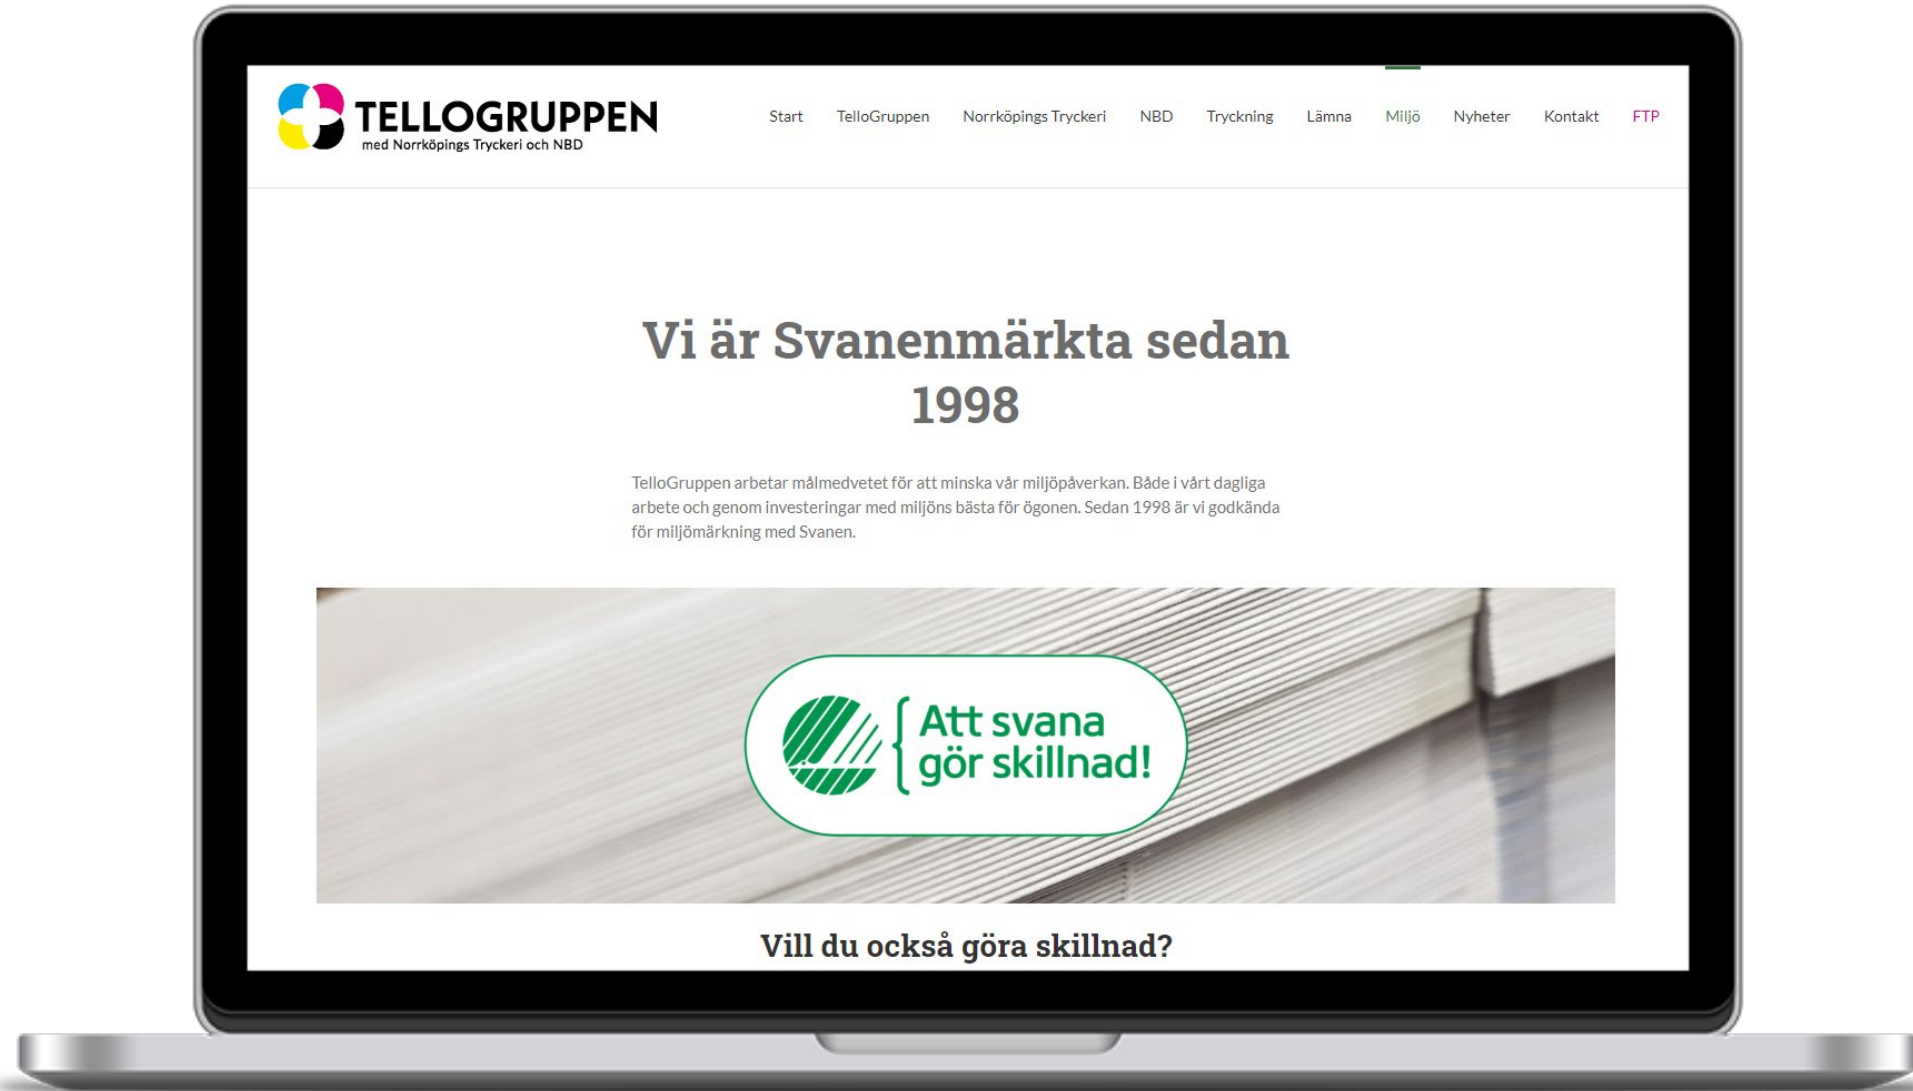 TELLOGRUPPEN
med Norrköpings Tryckeri och NBD
Start TelloGruppen Norrköpings Tryckeri NBD Tryckning Lämna Miljö Nyheter Kontakt FTP
Vi är Svanenmärkta sedan
1998
TelloGruppen arbetar målmedvetet för att minska vår miljöpåverkan. Både i vårt dagliga
arbete och genom investeringar med miljöns bästa för ögonen. Sedan 1998 är vi godkända
för miljömärkning med Svanen.
Att svana
gör skillnad!
Vill du också göra skillnad?